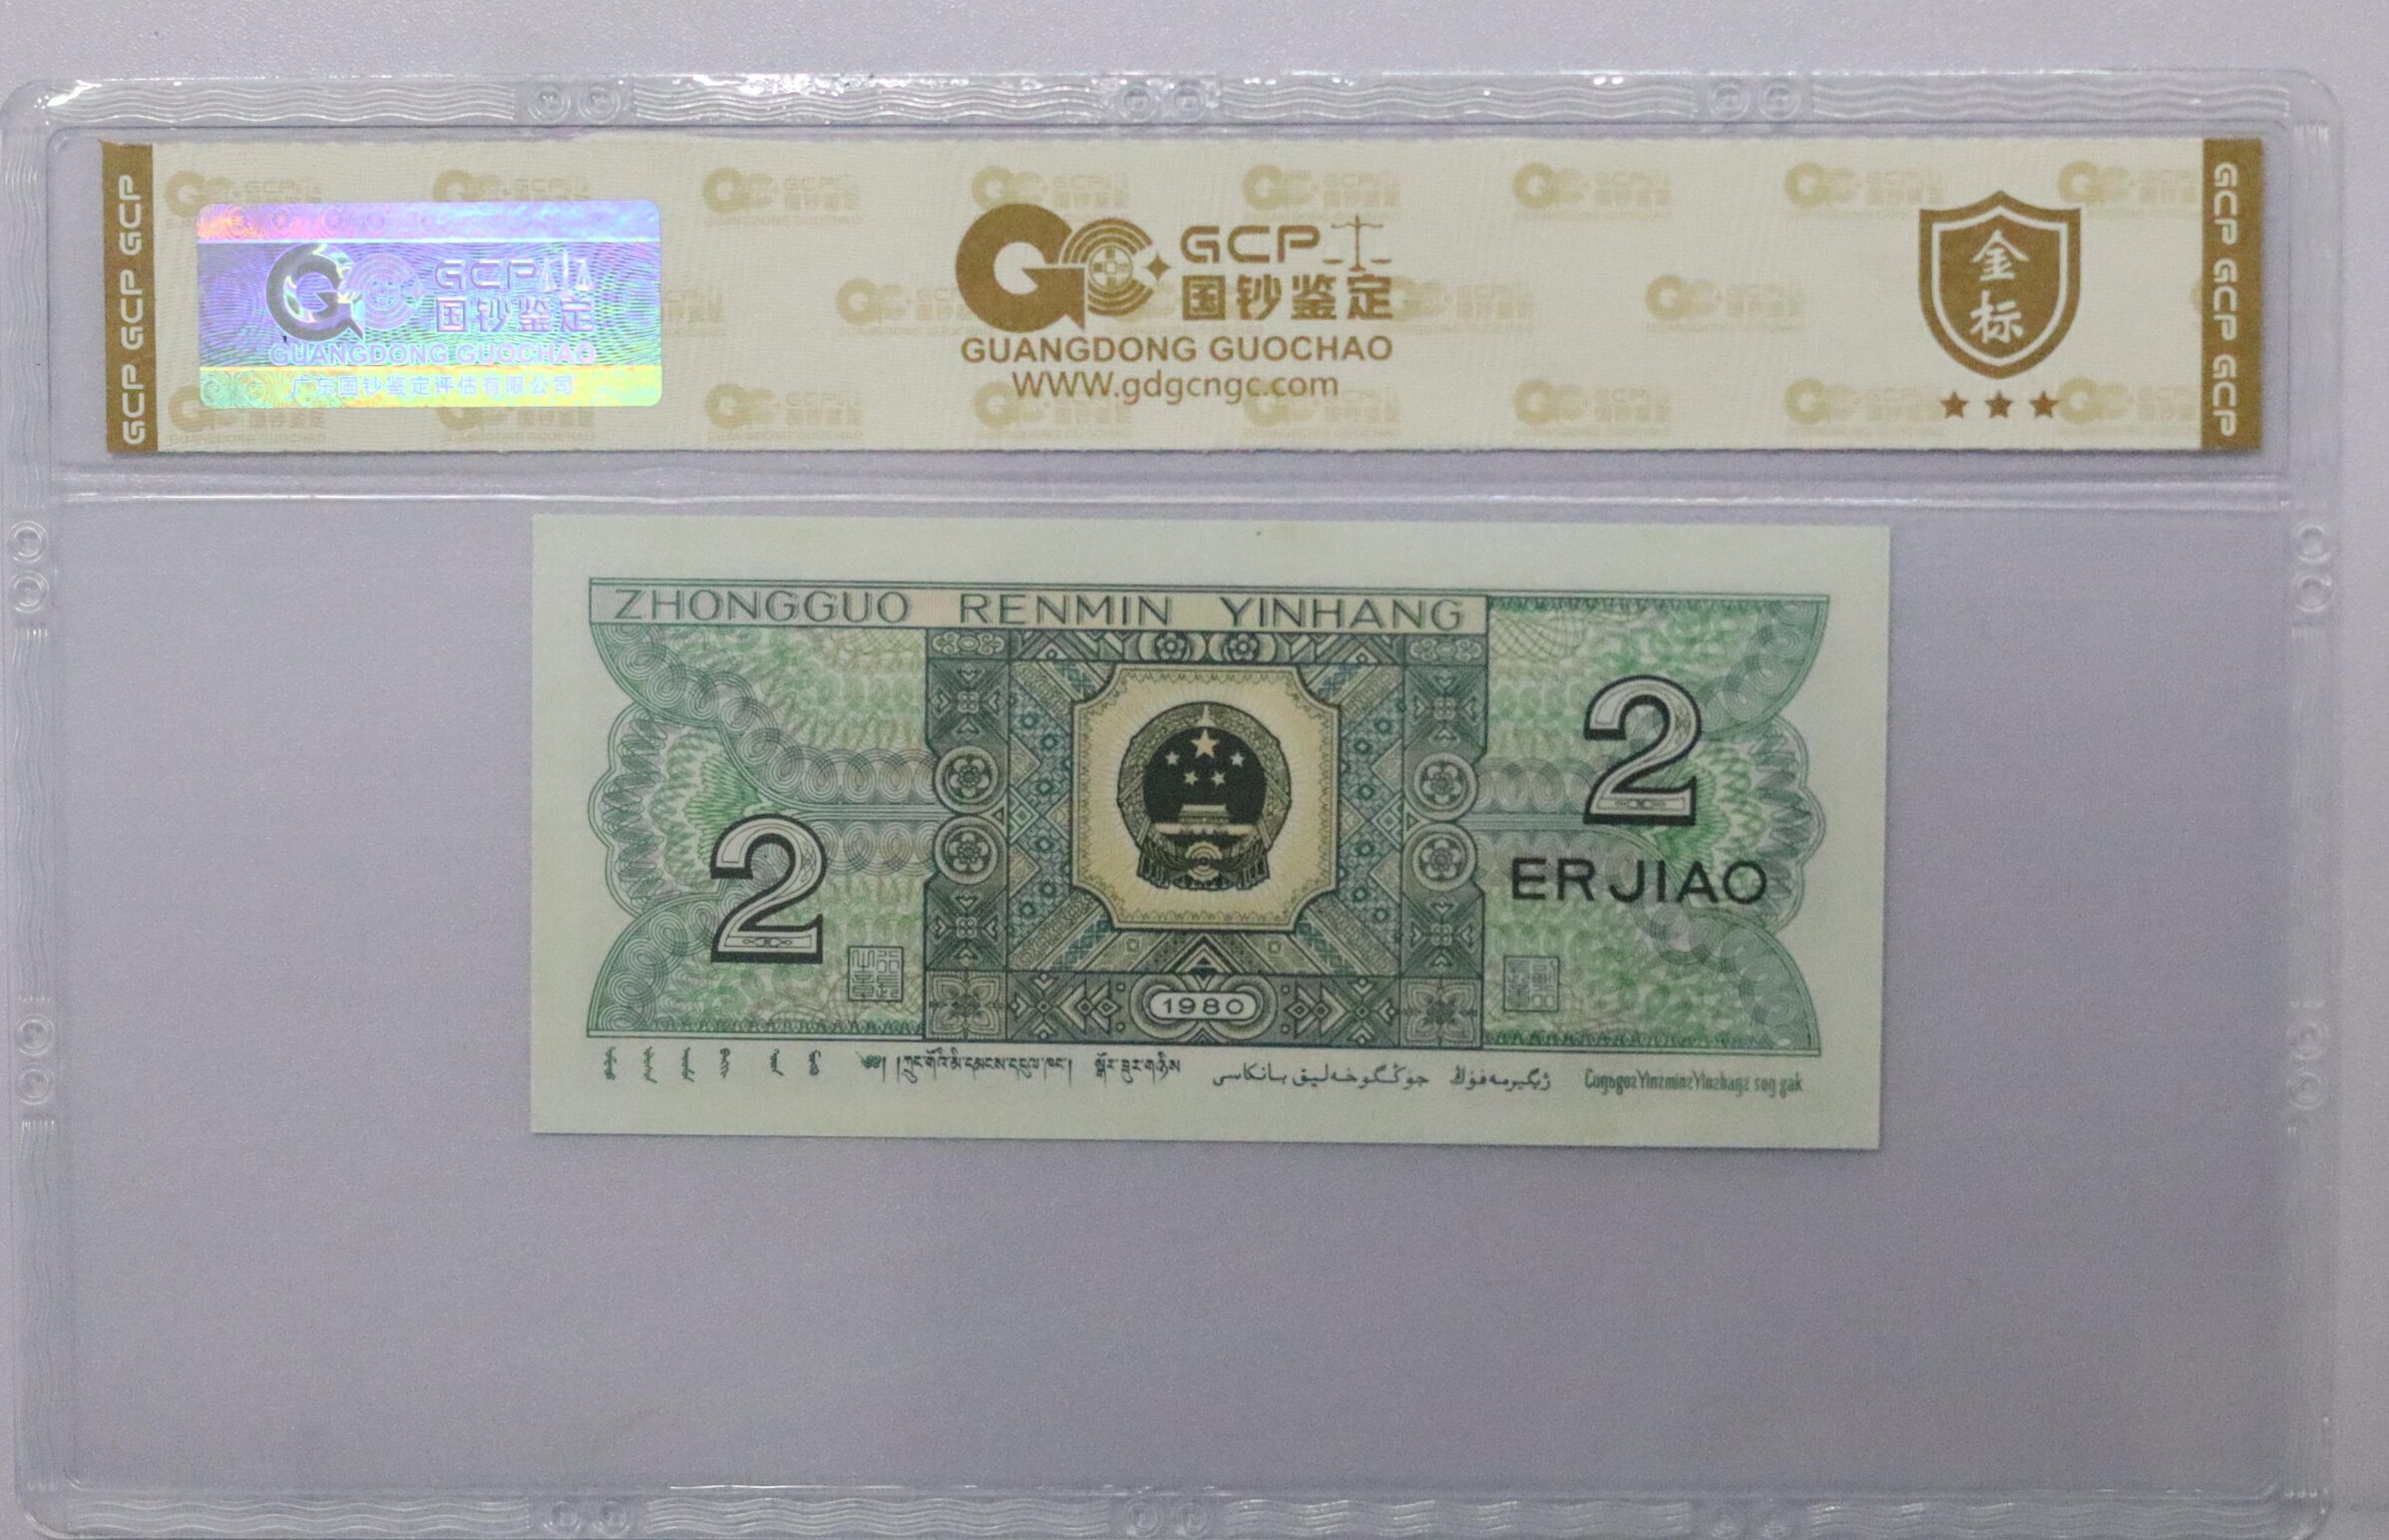 GCP GCP GCP
GCP
国钞鉴定
GUANGDONG GUOCHAO
广东国钞鉴定评估有限公司
GCP
国钞鉴定
GUANGDONG GUOCHAO
WWW.gdgcngc.com
金
标
GCP GCP GCP
ZHONGGUO RENMIN YINHANG
2
2
ERJIAO
1980
جۇڭگوخەلىق بانكاسى